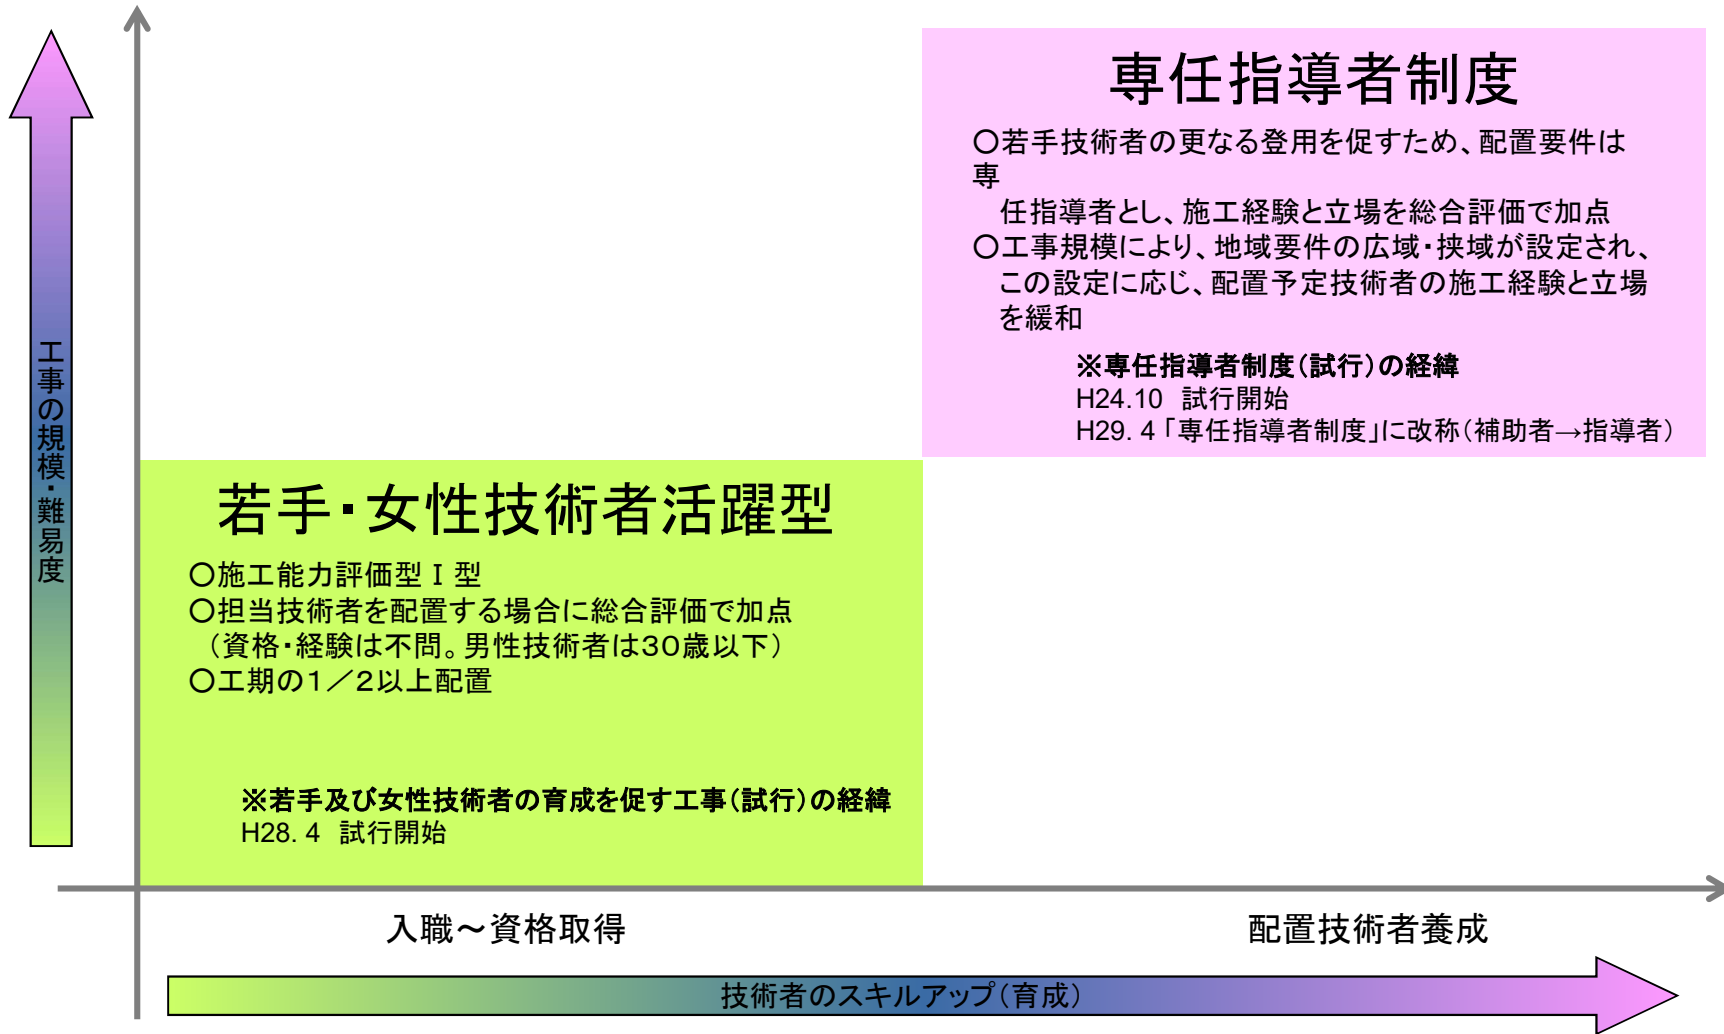 専任指導者制度
○若手技術者の更なる登用を促すため、配置要件は
専
任指導者とし、施工経験と立場を総合評価で加点
○工事規模により、地域要件の広域・挟域が設定され、
この設定に応じ、配置予定技術者の施工経験と立場
を緩和
※専任指導者制度(試行)の経緯
H24.10 試行開始
H29. 4「専任指導者制度」に改称(補助者→指導者)
工事の規模・難易度
若手・女性技術者活躍型
○施工能力評価型Ⅰ型
○担当技術者を配置する場合に総合評価で加点
(資格・経験は不問。男性技術者は30歳以下)
○工期の1/2以上配置
※若手及び女性技術者の育成を促す工事(試行)の経緯
H28. 4 試行開始
入職～資格取得
配置技術者養成
技術者のスキルアップ(育成)